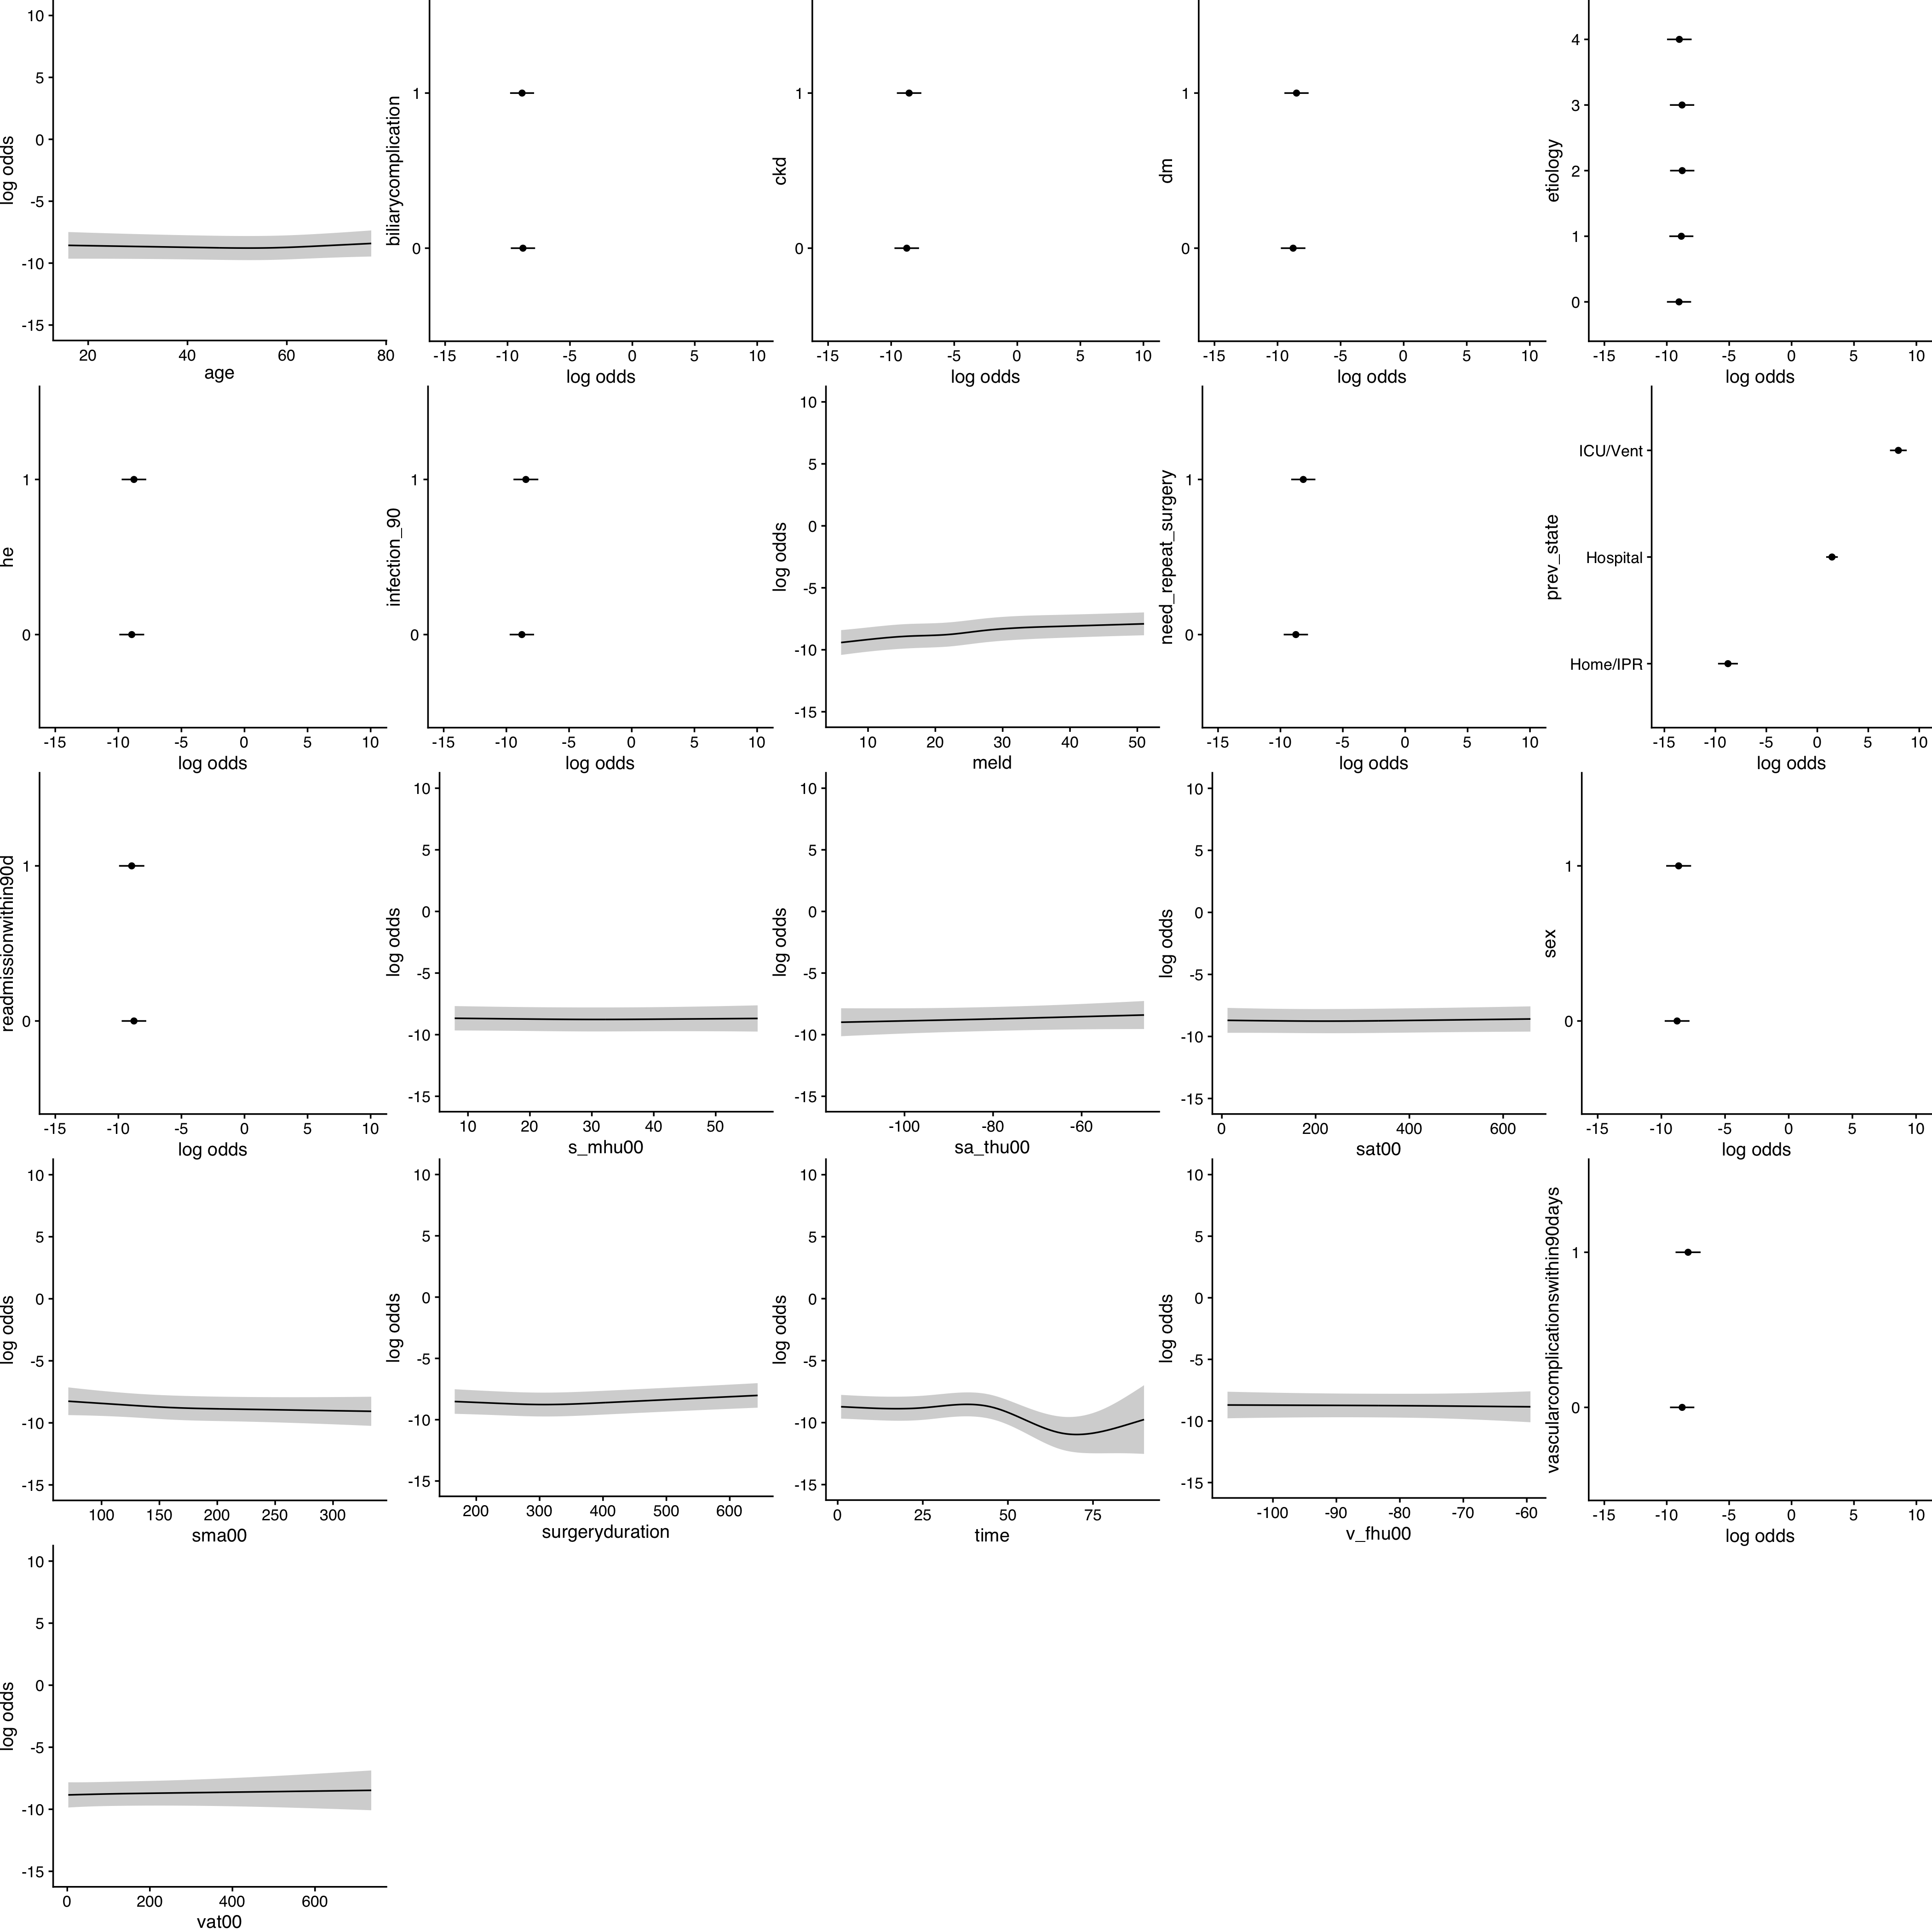 log odds
10
5
0
-5
-10
-15
20 40 60 80
age
biliarycomplication
1
0
-15 -10 -5 0 5 10
log odds
ckd
1
0
-15 -10 -5 0 5 10
log odds
dm
1
0
-15 -10 -5 0 5 10
log odds
etiology
4
3
2
1
0
-15 -10 -5 0 5 10
log odds
he
1
0
-15 -10 -5 0 5 10
log odds
infection_90
1
0
-15 -10 -5 0 5 10
log odds
log odds
10
5
0
-5
-10
-15
10 20 30 40 50
meld
need_repeat_surgery
1
0
-15 -10 -5 0 5 10
log odds
prev_state
ICU/Vent
Hospital
Home/IPR
-15 -10 -5 0 5 10
log odds
readmissionwithin90d
1
0
-15 -10 -5 0 5 10
log odds
log odds
10
5
0
-5
-10
-15
10 20 30 40 50
s_mhu00
log odds
10
5
0
-5
-10
-15
-100 -80 -60
sa_thu00
log odds
10
5
0
-5
-10
-15
0 200 400 600
sat00
sex
1
0
-15 -10 -5 0 5 10
log odds
log odds
10
5
0
-5
-10
-15
100 150 200 250 300
sma00
log odds
10
5
0
-5
-10
-15
200 300 400 500 600
surgeryduration
log odds
10
5
0
-5
-10
-15
0 25 50 75
time
log odds
10
5
0
-5
-10
-15
-100 -90 -80 -70 -60
v_fhu00
vascularcomplicationswithin90days
1
0
-15 -10 -5 0 5 10
log odds
log odds
10
5
0
-5
-10
-15
0 200 400 600
vat00